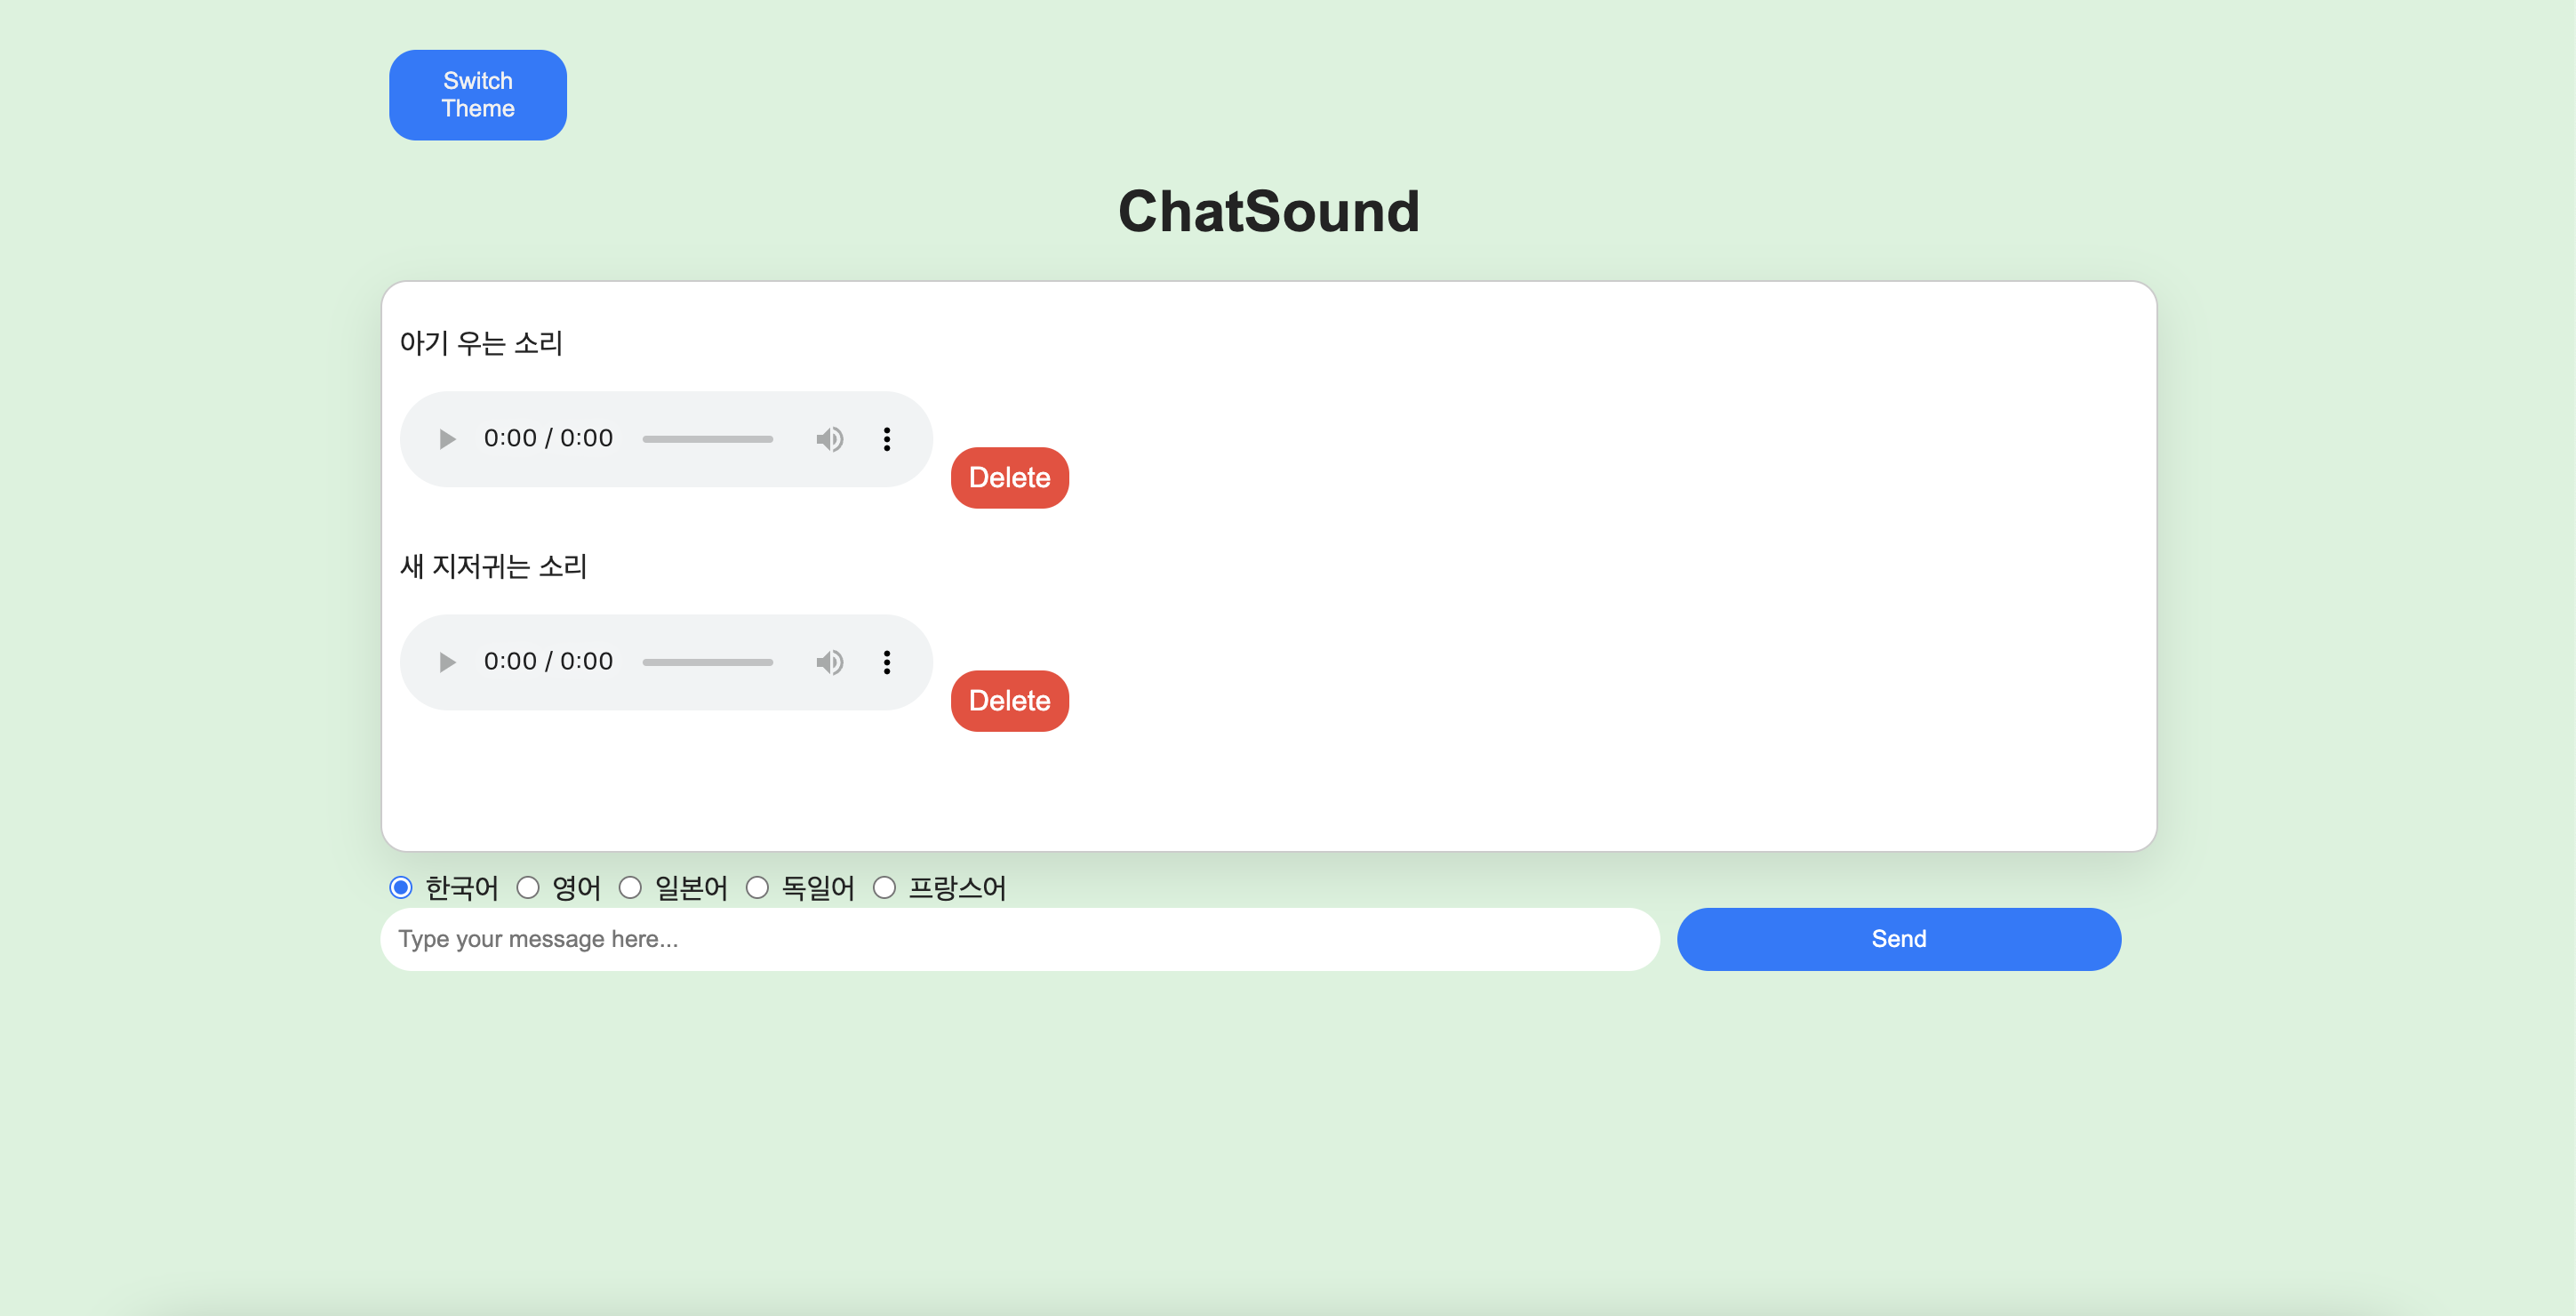 Switch
Theme
ChatSound
아기 우는 소리
0:00 / 0:00
Delete
새 지저귀는 소리
0:00 / 0:00
Delete
한국어 영어 일본어 독일어 프랑스어
Type your message here...
Send